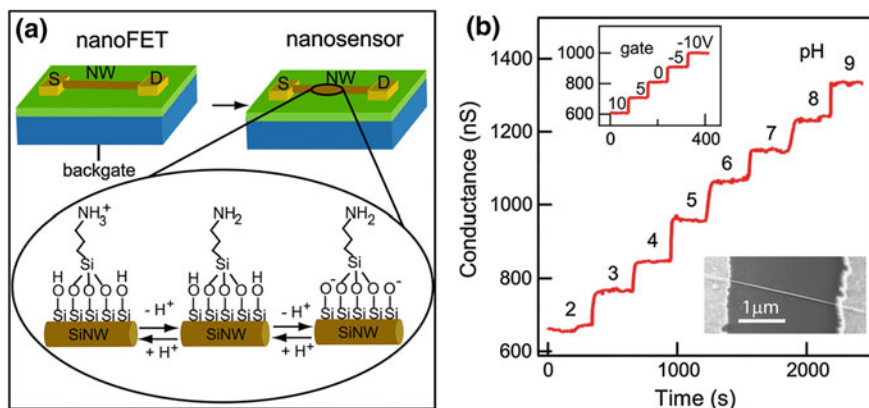 (a)
nanoFET
nanosensor
S NW D
S NW D
backgate
NH3+
NH2
NH2
Si
Si
Si
H H
H H
O O O O O
O O O O O
O- O O O O-
Si Si Si Si Si
Si Si Si Si Si
Si Si Si Si Si
- H+
- H+
SiNW
SiNW
SiNW
+ H+
+ H+
(b)
1400
1200
1000
800
600
Conductance (nS)
gate
1000
800
600
10
5
0
-5
-10V
0 400
pH
2
3
4
5
6
7
8
9
1μm
0 1000 2000
Time (s)